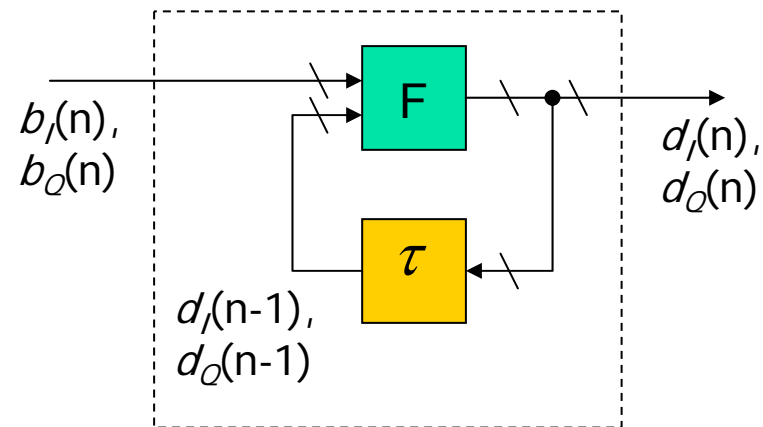 F
b_I(n),
b_Q(n)
d_I(n),
d_Q(n)
τ
d_I(n-1),
d_Q(n-1)